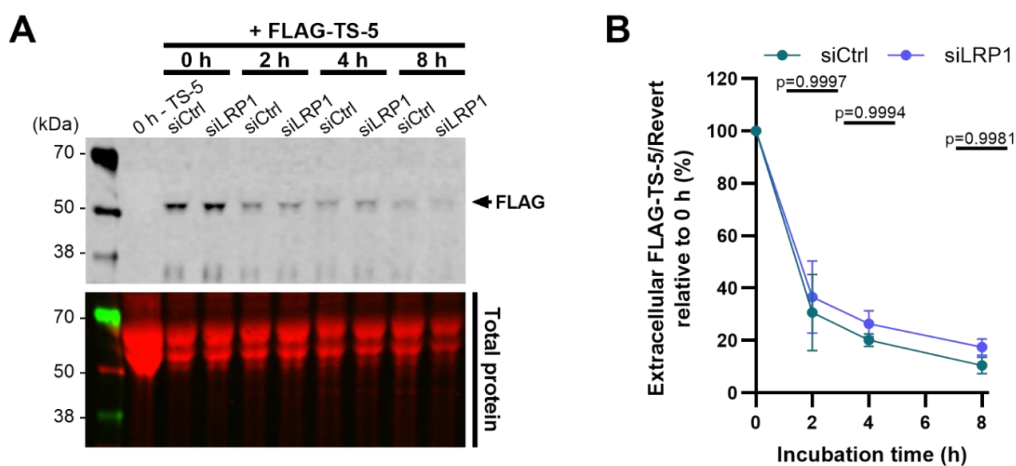 A
+ FLAG-TS-5
0 h 2 h 4 h 8 h
(kDa) 0 h - TS-5 siCtrl siLRP1 siCtrl siLRP1 siCtrl siLRP1 siCtrl siLRP1
70
50
38
FLAG
70
50
38
Total protein
B
siCtrl siLRP1
p=0.9997
p=0.9994
p=0.9981
Extracellular FLAG-TS-5/Revert
relative to 0 h (%)
120
100
80
60
40
20
0
0 2 4 6 8
Incubation time (h)